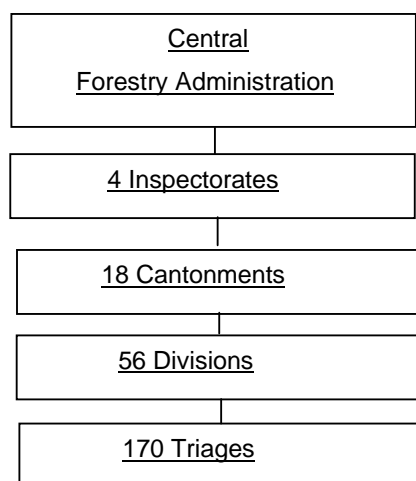 Central
Forestry Administration
4 Inspectorates
18 Cantonments
56 Divisions
170 Triages